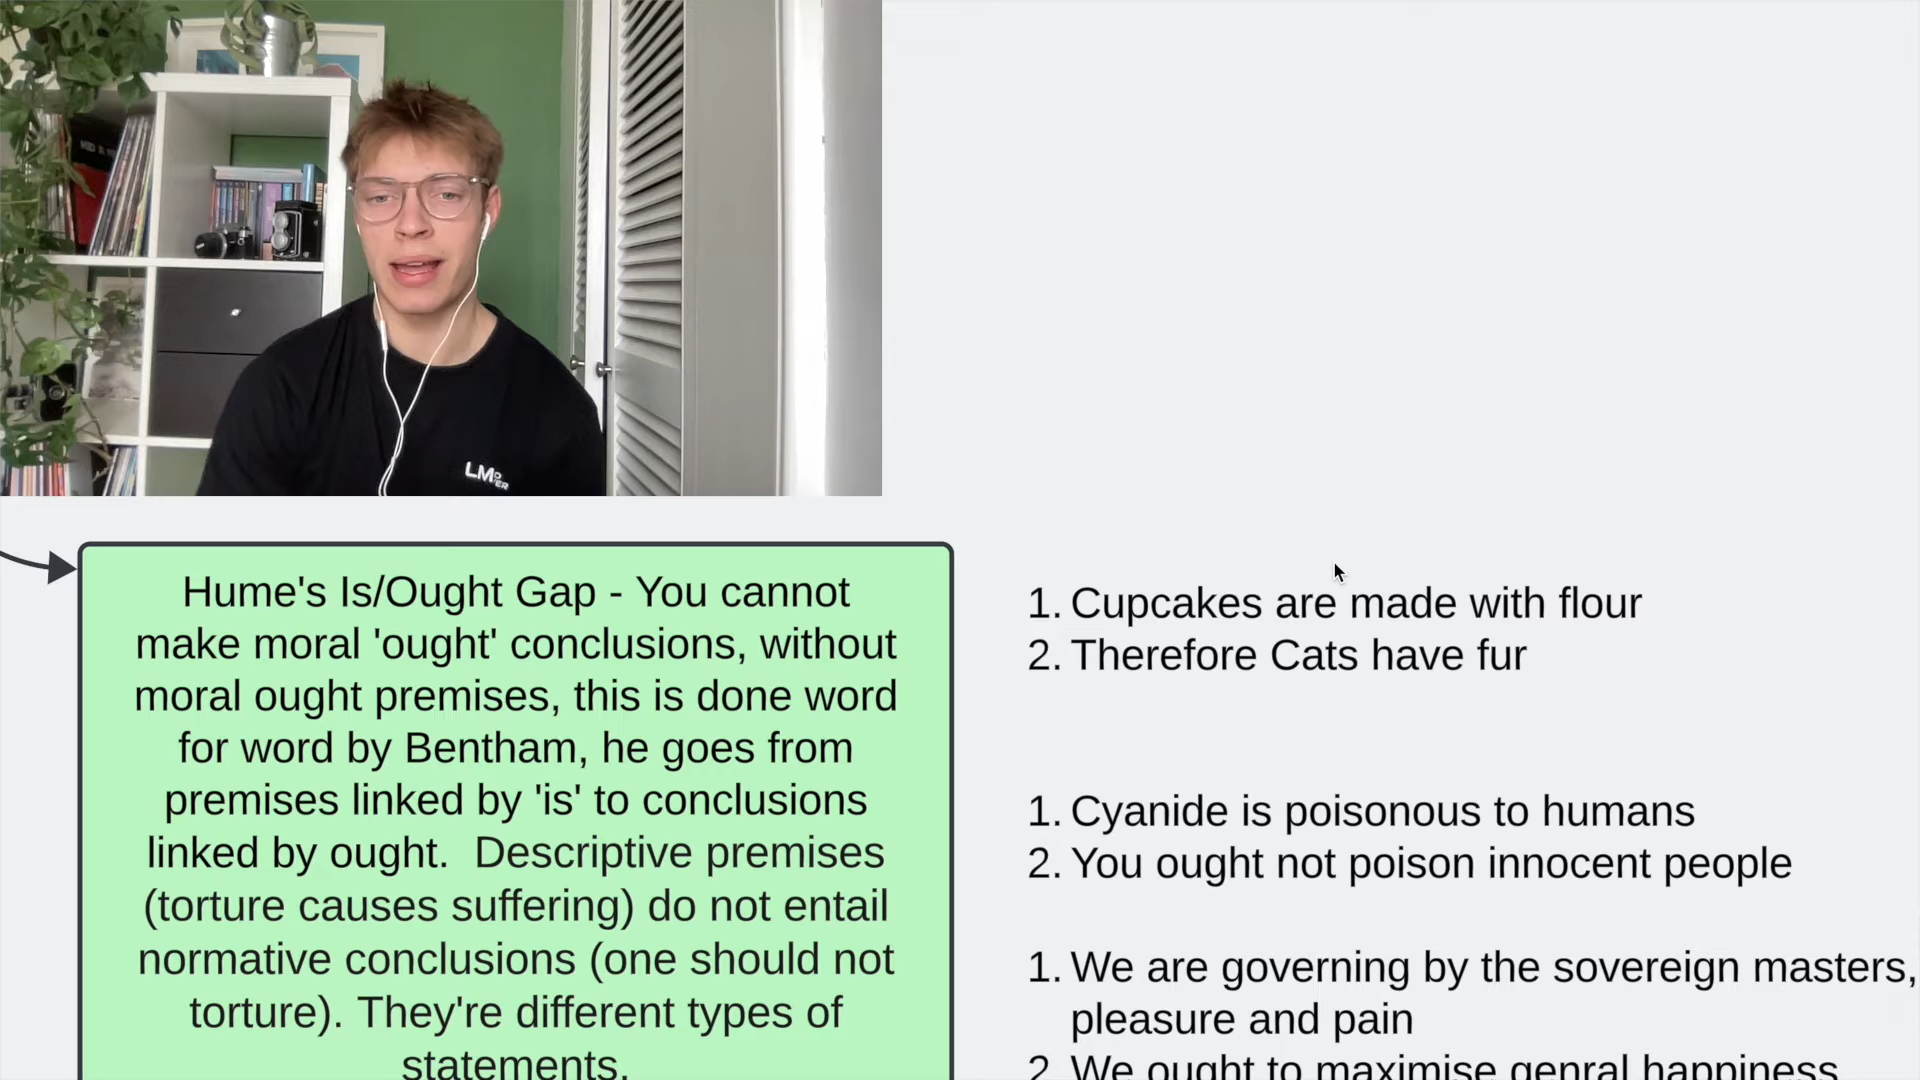 LM
Hume's Is/Ought Gap - You cannot
make moral 'ought' conclusions, without
moral ought premises, this is done word
for word by Bentham, he goes from
premises linked by 'is' to conclusions
linked by ought.  Descriptive premises
(torture causes suffering) do not entail
normative conclusions (one should not
torture). They're different types of
statements.
1. Cupcakes are made with flour
2. Therefore Cats have fur
1. Cyanide is poisonous to humans
2. You ought not poison innocent people
1. We are governing by the sovereign masters,
pleasure and pain
2. We ought to maximise genral happiness